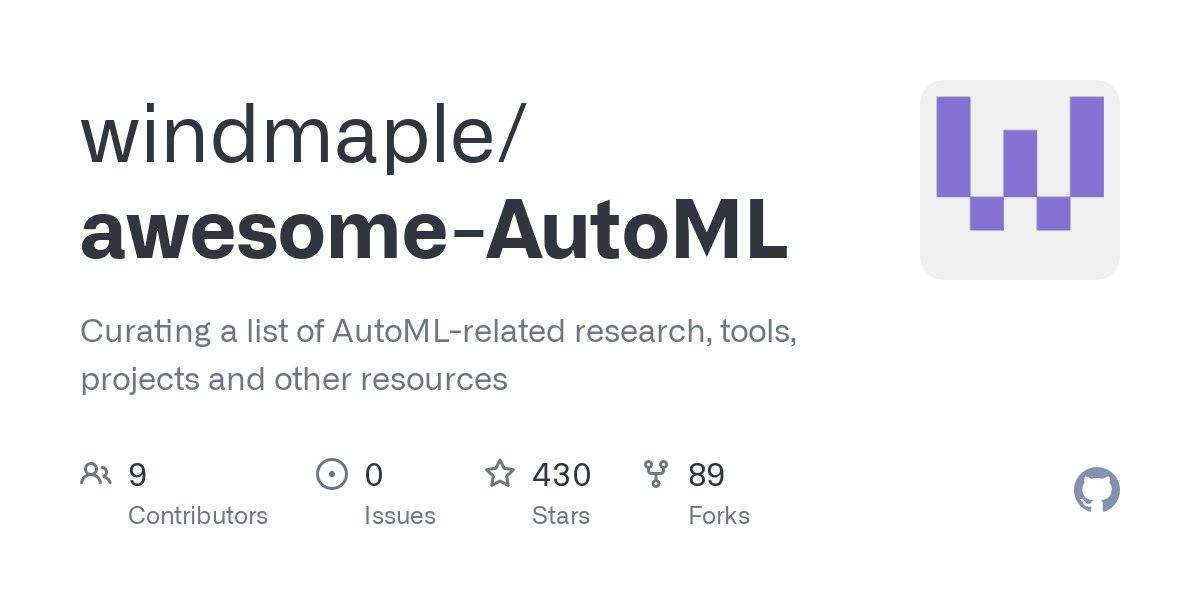 windmaple/
awesome-AutoML
Curating a list of AutoML-related research, tools,
projects and other resources
9 0 430 89
Contributors Issues Stars Forks